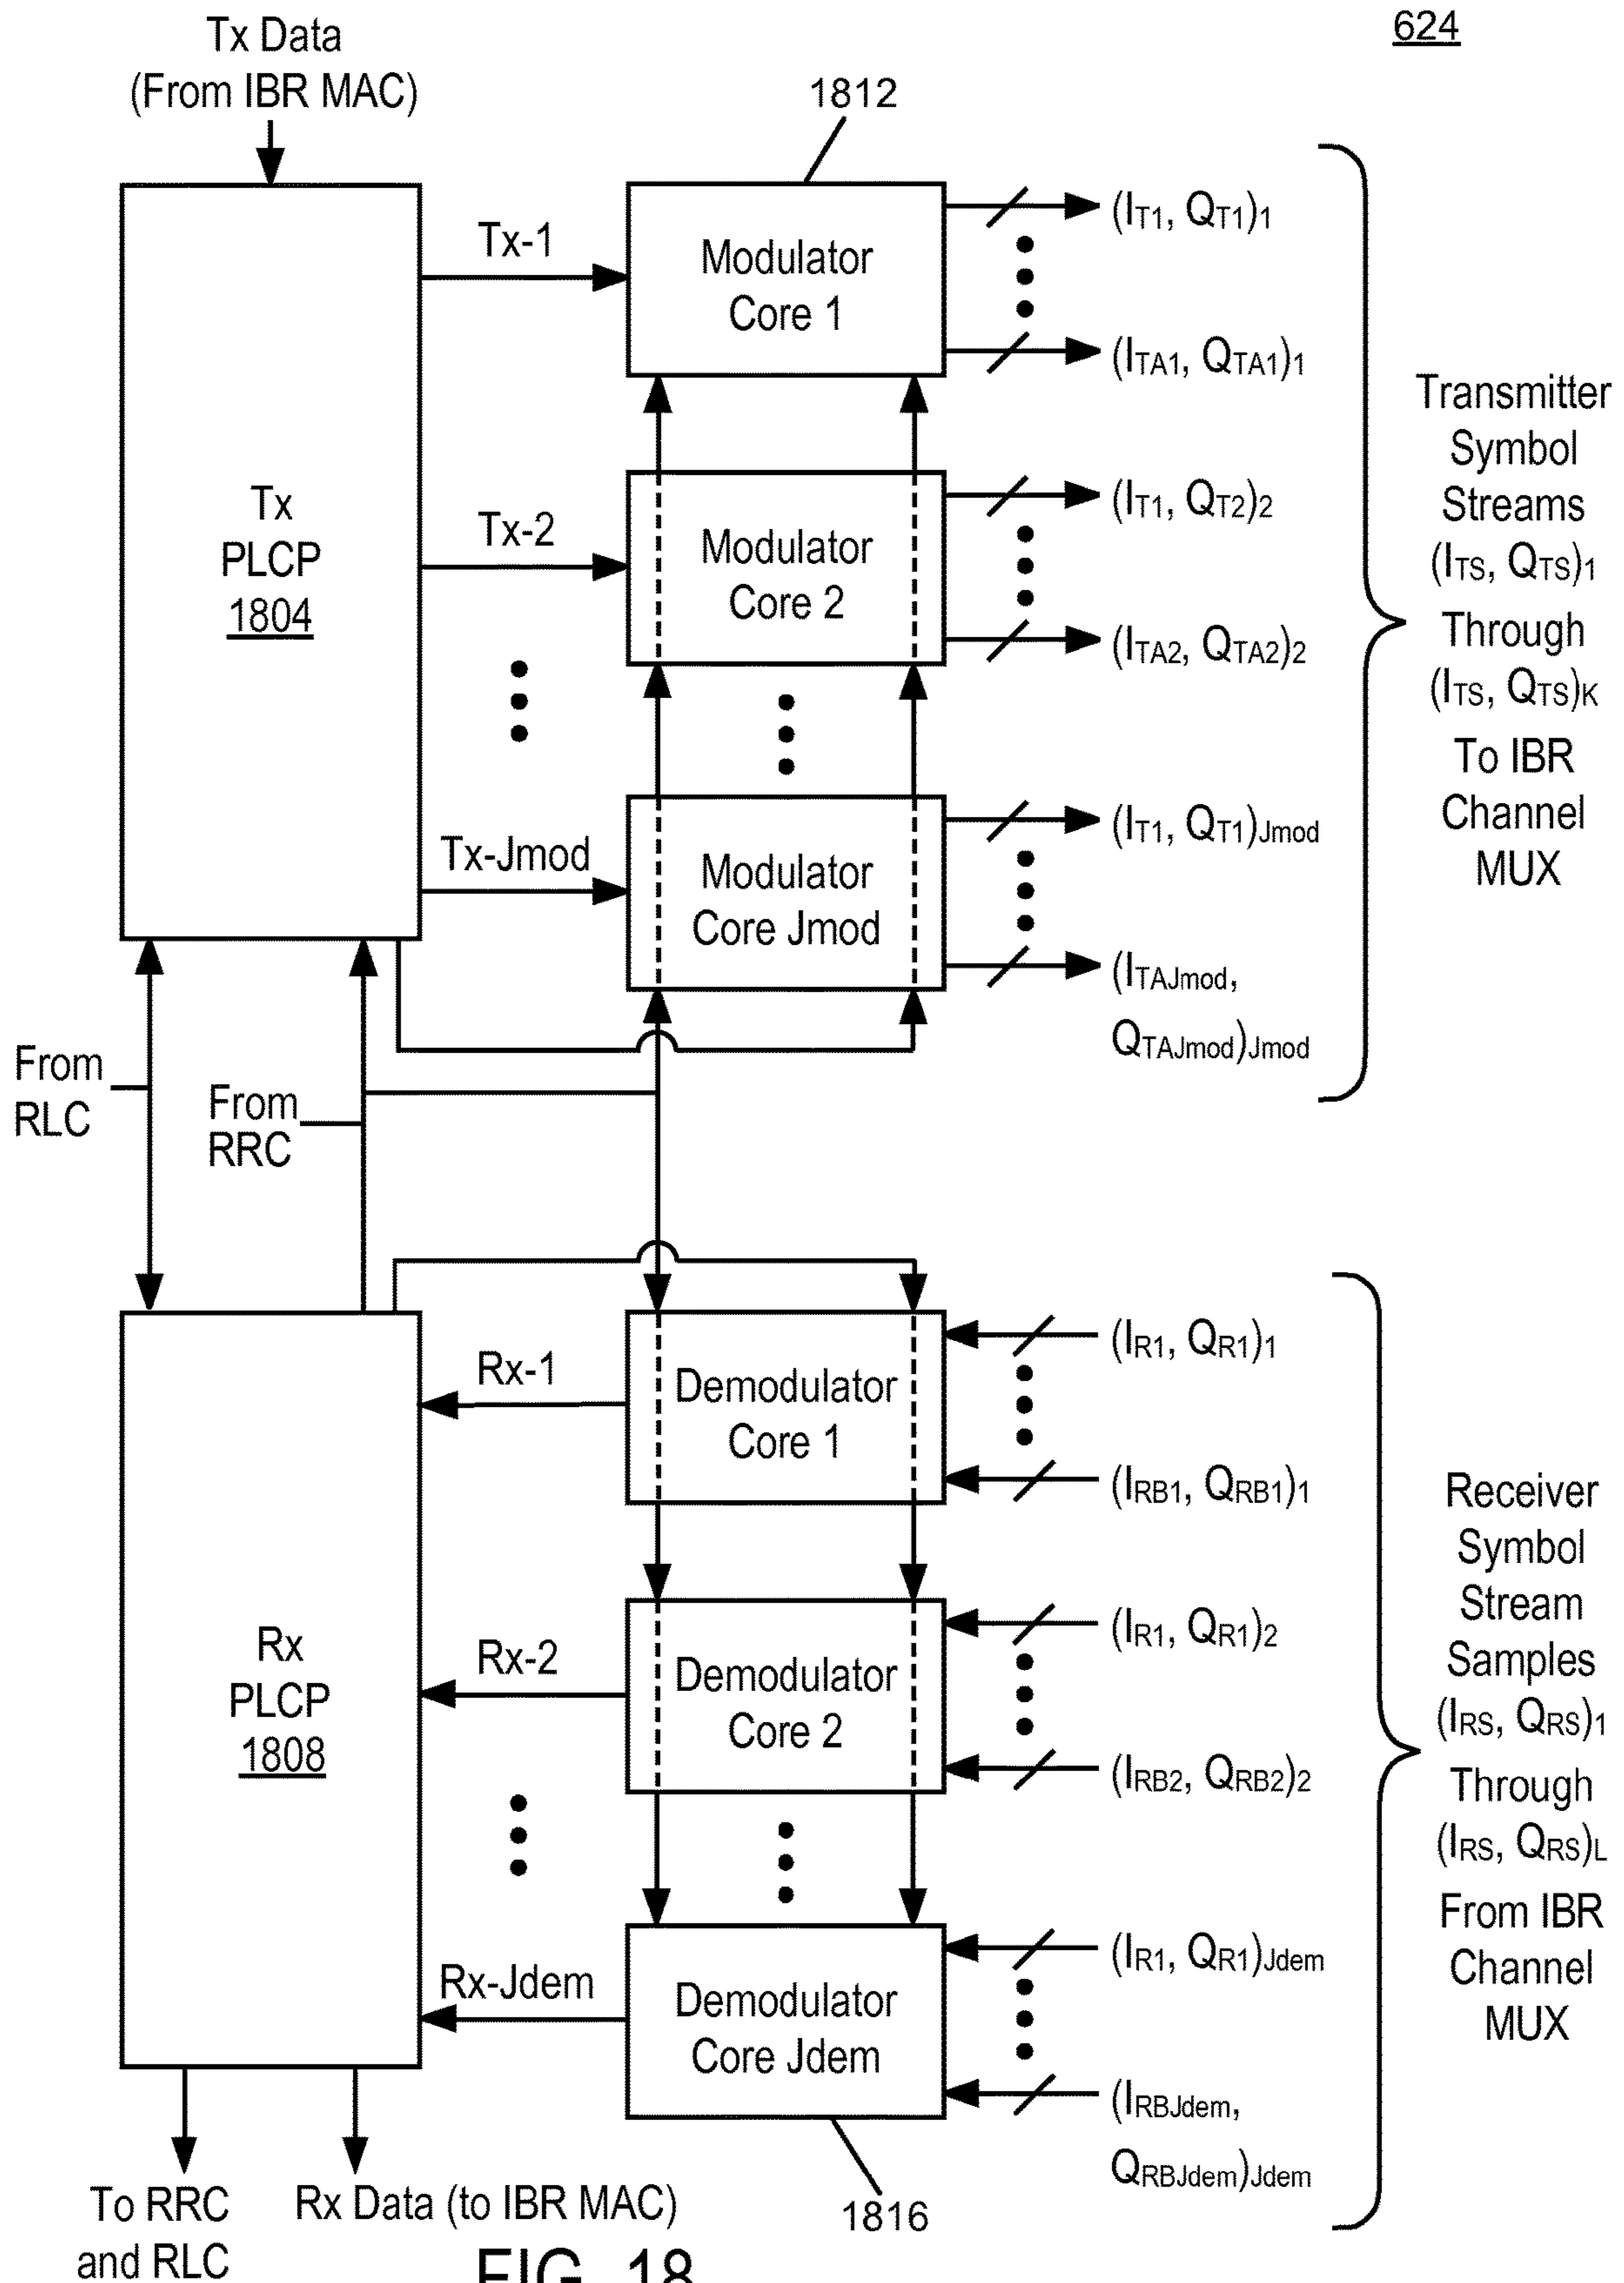 624
Tx Data
(From IBR MAC)
1812
Tx-1
Modulator
Core 1
(IT1, QT1)1
(ITA1, QTA1)1
Tx
PLCP
1804
Tx-2
Modulator
Core 2
(IT1, QT2)2
(ITA2, QTA2)2
Tx-Jmod
Modulator
Core Jmod
(IT1, QT1)Jmod
(ITAJmod,
QTAJmod)Jmod
Transmitter
Symbol
Streams
(ITS, QTS)1
Through
(ITS, QTS)K
To IBR
Channel
MUX
From
RLC
From
RRC
Rx-1
Demodulator
Core 1
(IR1, QR1)1
(IRB1, QRB1)1
Rx
PLCP
1808
Rx-2
Demodulator
Core 2
(IR1, QR1)2
(IRB2, QRB2)2
Rx-Jdem
Demodulator
Core Jdem
(IR1, QR1)Jdem
(IRBJdem,
QRBJdem)Jdem
Receiver
Symbol
Stream
Samples
(IRS, QRS)1
Through
(IRS, QRS)L
From IBR
Channel
MUX
1816
To RRC
and RLC
Rx Data (to IBR MAC)
FIG. 18